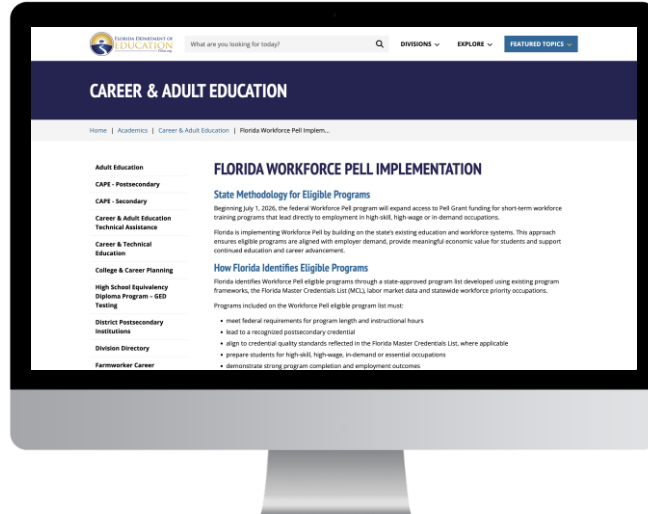 FLORIDA DEPARTMENT OF
EDUCATION
fldoe.org
What are you looking for today?
DIVISIONS
EXPLORE
FEATURED TOPICS
CAREER & ADULT EDUCATION
Home | Academics | Career & Adult Education | Florida Workforce Pell Implem...
Adult Education
CAPE - Postsecondary
CAPE - Secondary
Career & Adult Education
Technical Assistance
Career & Technical
Education
College & Career Planning
High School Equivalency
Diploma Program – GED
Testing
District Postsecondary
Institutions
Division Directory
Farmworker Career
FLORIDA WORKFORCE PELL IMPLEMENTATION
State Methodology for Eligible Programs
Beginning July 1, 2026, the federal Workforce Pell program will expand access to Pell Grant funding for short-term workforce
training programs that lead directly to employment in high-skill, high-wage or in-demand occupations.
Florida is implementing Workforce Pell by building on the state's existing education and workforce systems. This approach
ensures eligible programs are aligned with employer demand, provide meaningful economic value for students and support
continued education and career advancement.
How Florida Identifies Eligible Programs
Florida identifies Workforce Pell eligible programs through a state-approved program list developed using existing program
frameworks, the Florida Master Credentials List (MCL), labor market data and statewide workforce priority occupations.
Programs included on the Workforce Pell eligible program list must:
• meet federal requirements for program length and instructional hours
• lead to a recognized postsecondary credential
• align to credential quality standards reflected in the Florida Master Credentials List, where applicable
• prepare students for high-skill, high-wage, in-demand or essential occupations
• demonstrate strong program completion and employment outcomes